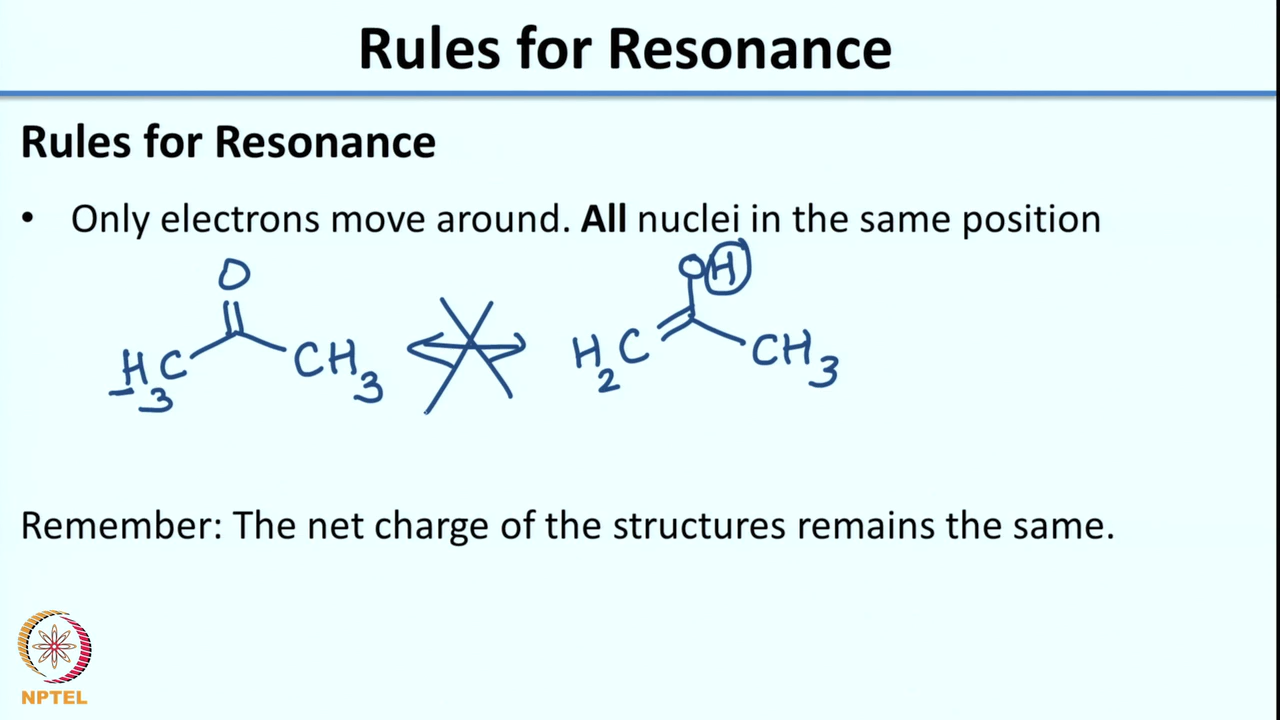 Rules for Resonance
Rules for Resonance
• Only electrons move around. All nuclei in the same position
O
OH
H3C
CH3
H2C
CH3
Remember: The net charge of the structures remains the same.
NPTEL